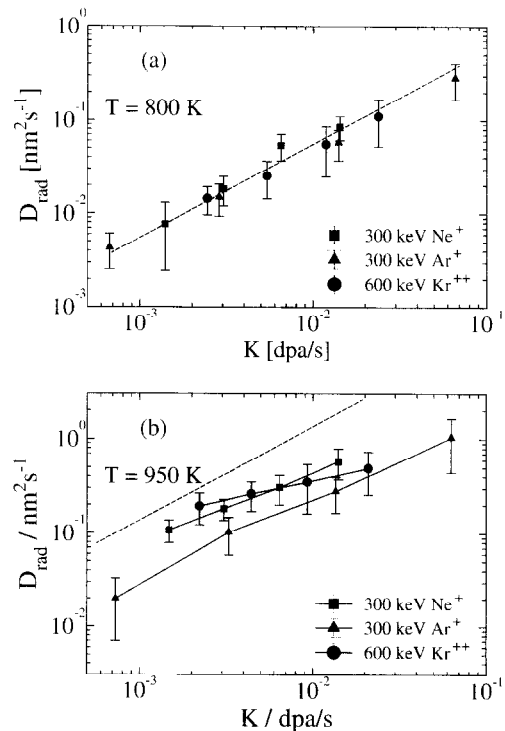 10⁰
(a)
T = 800 K
10⁻¹
10⁻²
10⁻³
D_rad [nm²s⁻¹]
300 keV Ne⁺
300 keV Ar⁺
600 keV Kr⁺⁺
10⁻³ 10⁻² 10⁻¹
K [dpa/s]
(b)
10⁰
T = 950 K
10⁻¹
10⁻²
D_rad / nm²s⁻¹
300 keV Ne⁺
300 keV Ar⁺
600 keV Kr⁺⁺
10⁻³ 10⁻² 10⁻¹
K / dpa/s